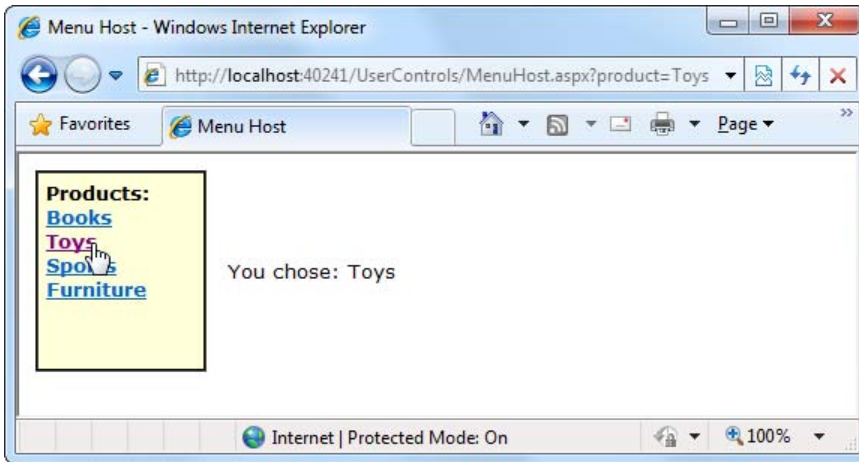 Menu Host - Windows Internet Explorer
http://localhost:40241/UserControls/MenuHost.aspx?product=Toys
Favorites
Menu Host
Page
Products:
Books
Toys
Sports
Furniture
You chose: Toys
Internet | Protected Mode: On
100%